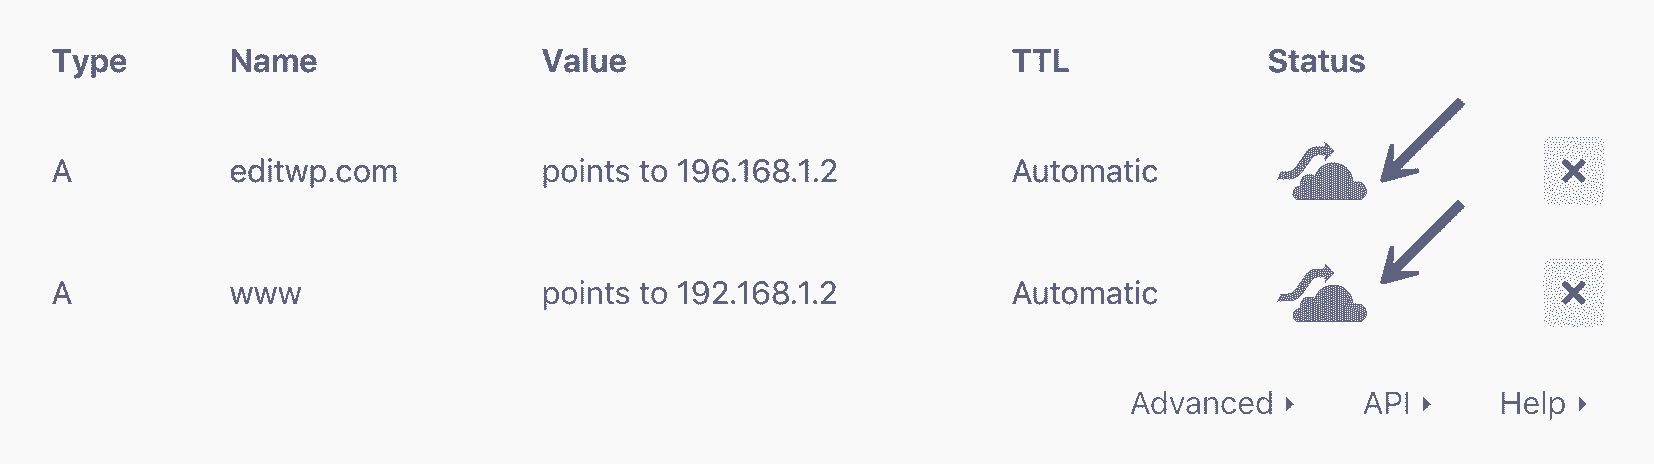 Type Name Value TTL Status
A editwp.com points to 196.168.1.2 Automatic
A www points to 192.168.1.2 Automatic
Advanced API Help